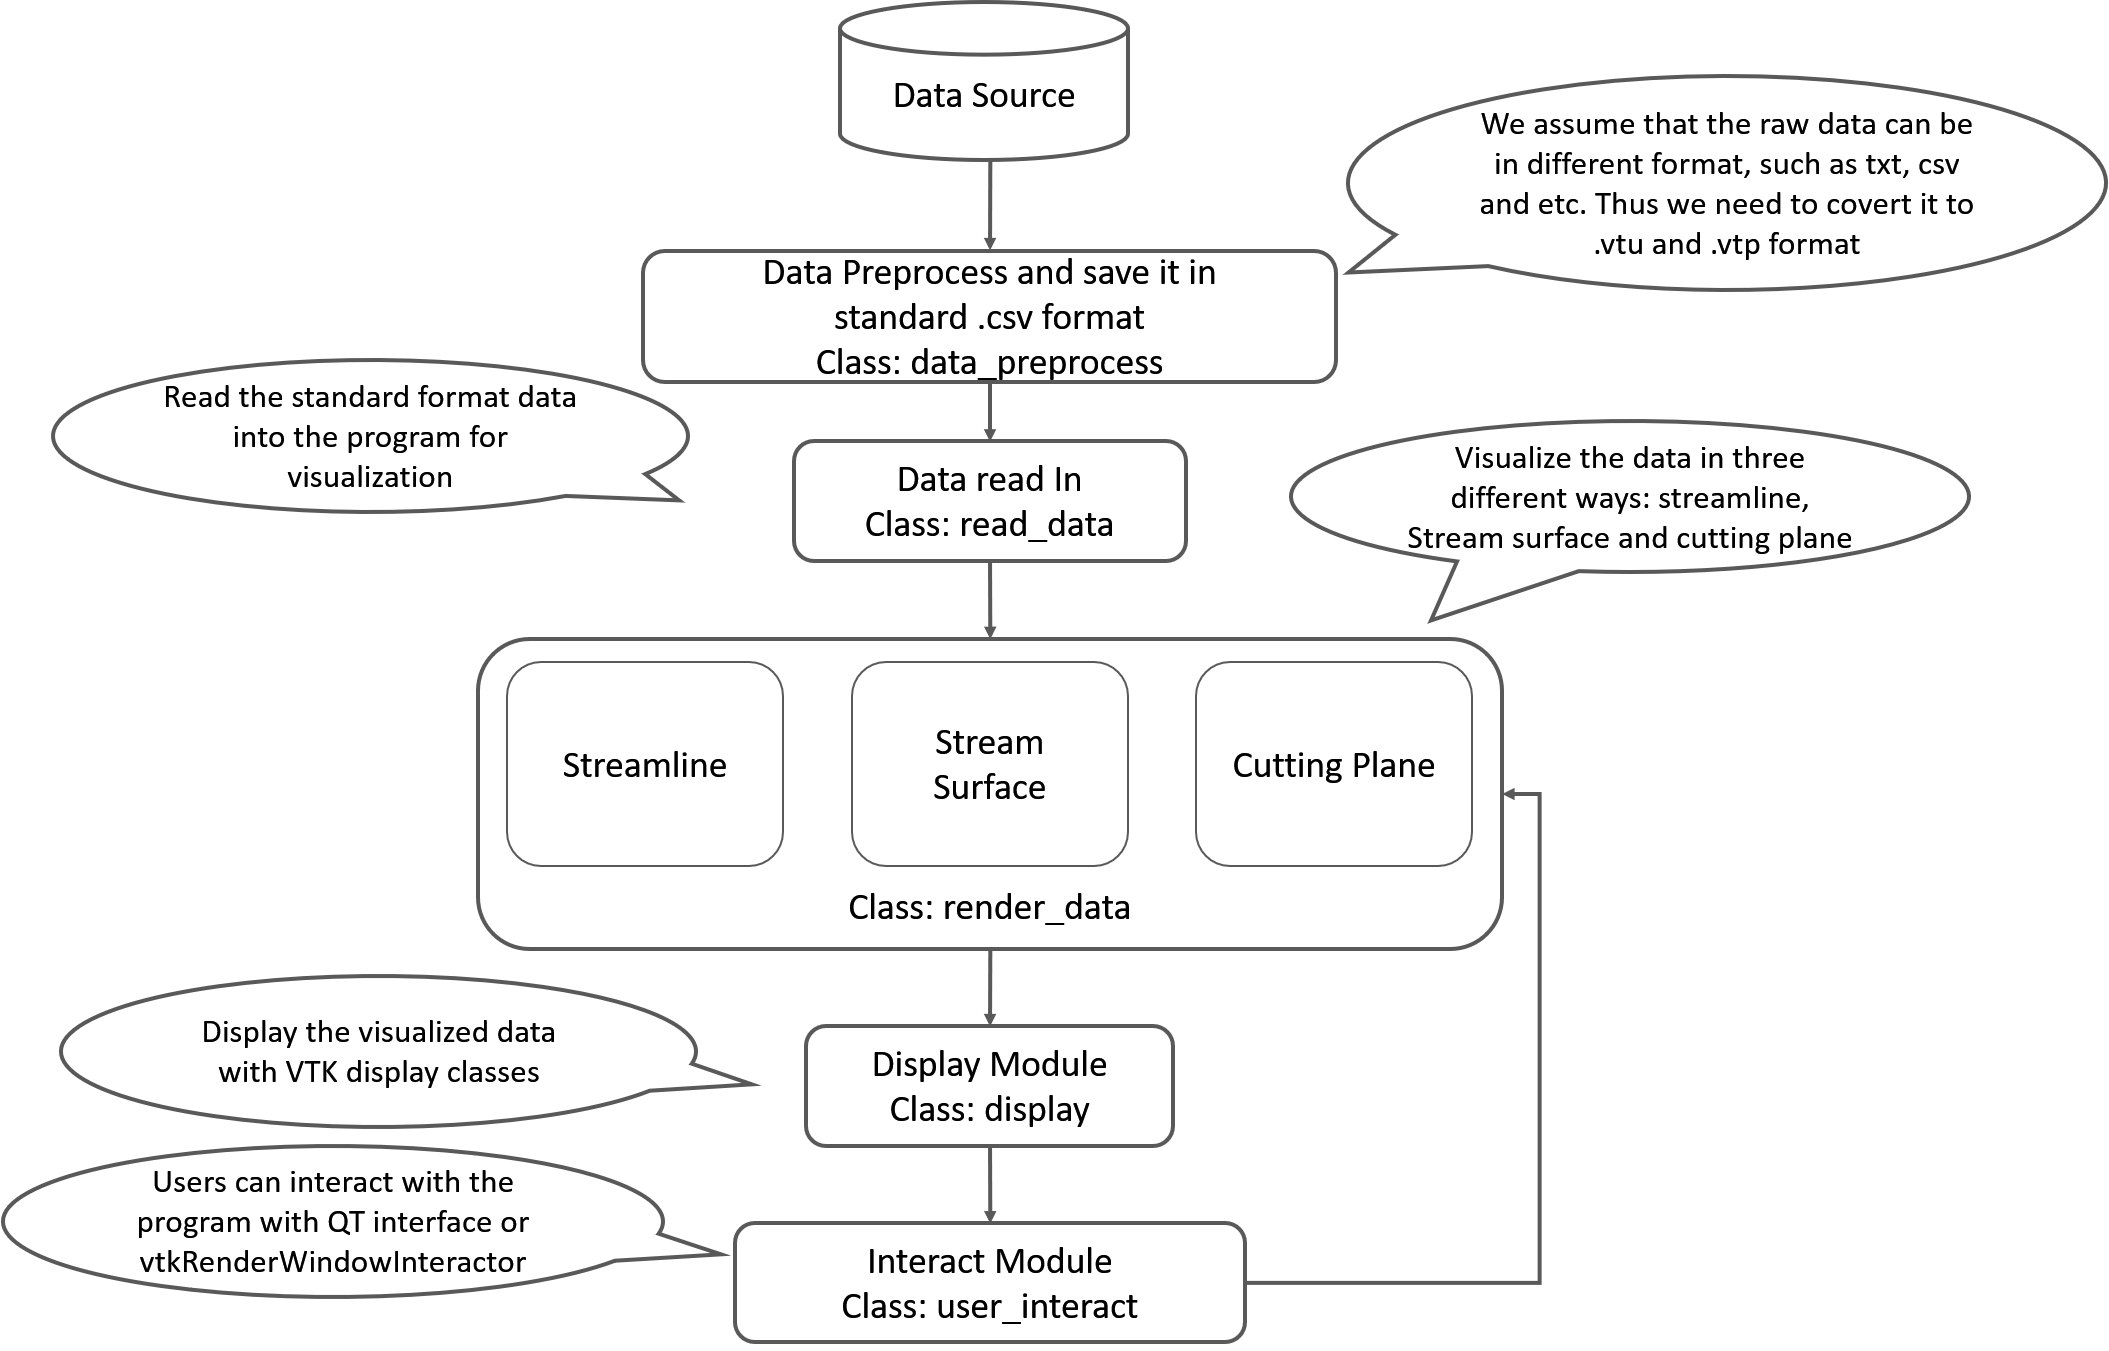 Data Source
We assume that the raw data can be
in different format, such as txt, csv
and etc. Thus we need to covert it to
.vtu and .vtp format
Data Preprocess and save it in
standard .csv format
Class: data_preprocess
Read the standard format data
into the program for
visualization
Data read In
Class: read_data
Visualize the data in three
different ways: streamline,
Stream surface and cutting plane
Streamline
Stream
Surface
Cutting Plane
Class: render_data
Display the visualized data
with VTK display classes
Display Module
Class: display
Users can interact with the
program with QT interface or
vtkRenderWindowInteractor
Interact Module
Class: user_interact